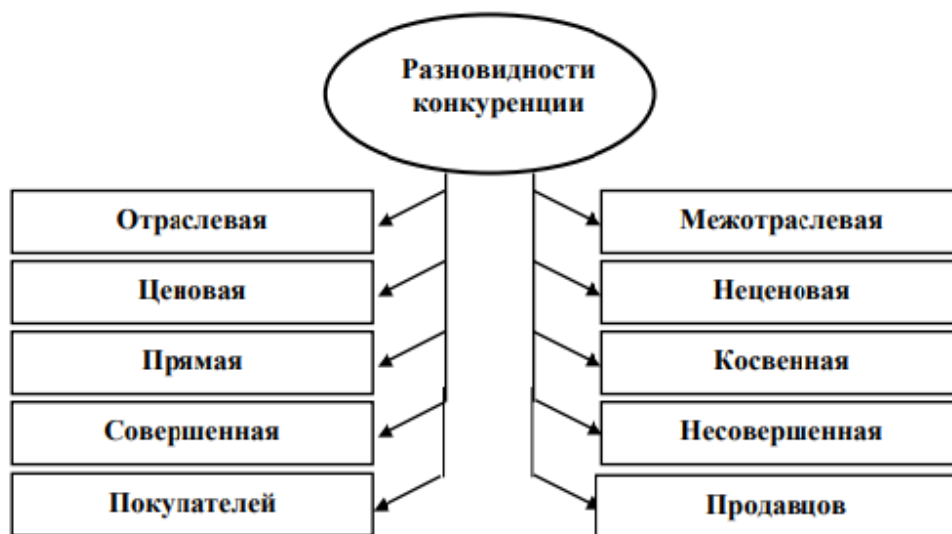 Разновидности
конкуренции
Отраслевая
Межотраслевая
Ценовая
Неценовая
Прямая
Косвенная
Совершенная
Несовершенная
Покупателей
Продавцов